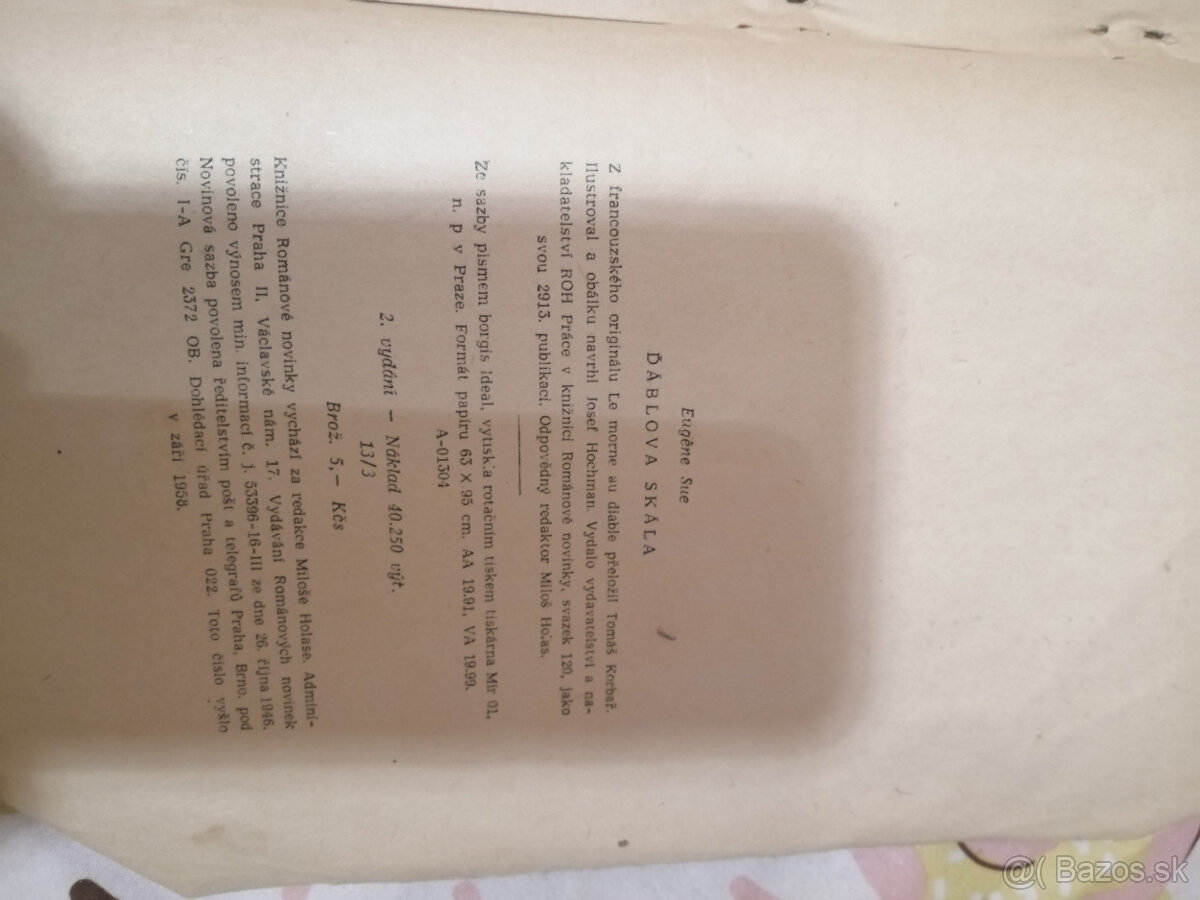 Eugène Sue
ĎÁBLOVA SKÁLA
Z francouzského originálu Le morne au diable přeložil Tomáš Korbař.
Ilustroval a obálku navrhl Josef Hochman. Vydalo vydavatelství a na-
kladatelství ROH Práce v knižnici Románové novinky, svazek 120, jako
svou 2913. publikaci. Odpovědný redaktor Miloš Holas.
Ze sazby písmem borgis ideal, vytiskla rotačním tiskem tiskárna Mír 01,
n. p v Praze. Formát papíru 63 X 95 cm. AA 19.91, VA 19.99.
A-01304
2. vydání — Náklad 40.250 výt.
13/3
Brož. 5,— Kčs
Knižnice Románové novinky vychází za redakce Miloše Holase. Admini-
strace Praha II, Václavské nám. 17. Vydávání Románových novinek
povoleno výnosem min. informací č. j. 53396-16-III ze dne 26. října 1946.
Novinová sazba povolena ředitelstvím pošt a telegrafů Praha, Brno, pod
čís. I-A Gre 2372 OB. Dohlédací úřad Praha 022. Toto číslo vyšlo
v září 1958.
@( Bazos.sk